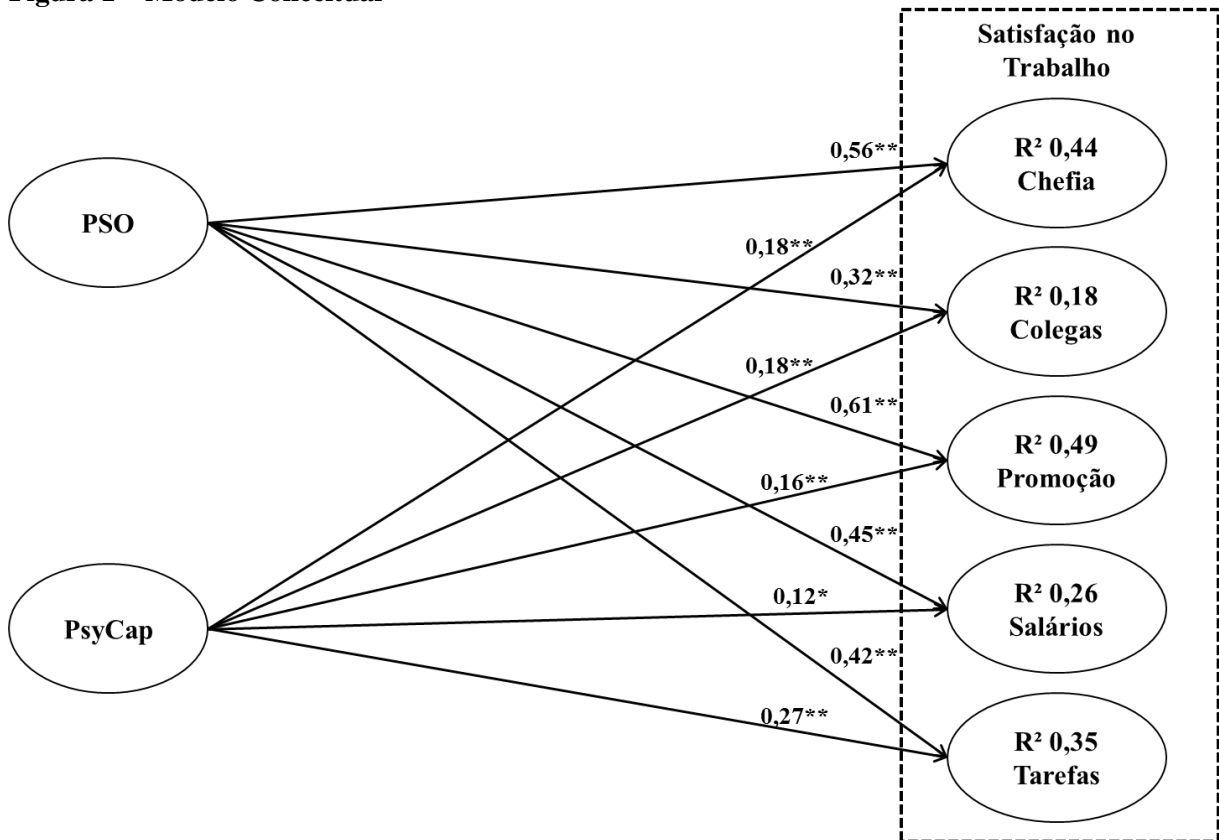 Figura 1 – Modelo Conceitual
Satisfação no
Trabalho
PSO
PsyCap
0,56**
0,18**
0,32**
0,18**
0,61**
0,16**
0,45**
0,12*
0,42**
0,27**
R² 0,44
Chefia
R² 0,18
Colegas
R² 0,49
Promoção
R² 0,26
Salários
R² 0,35
Tarefas